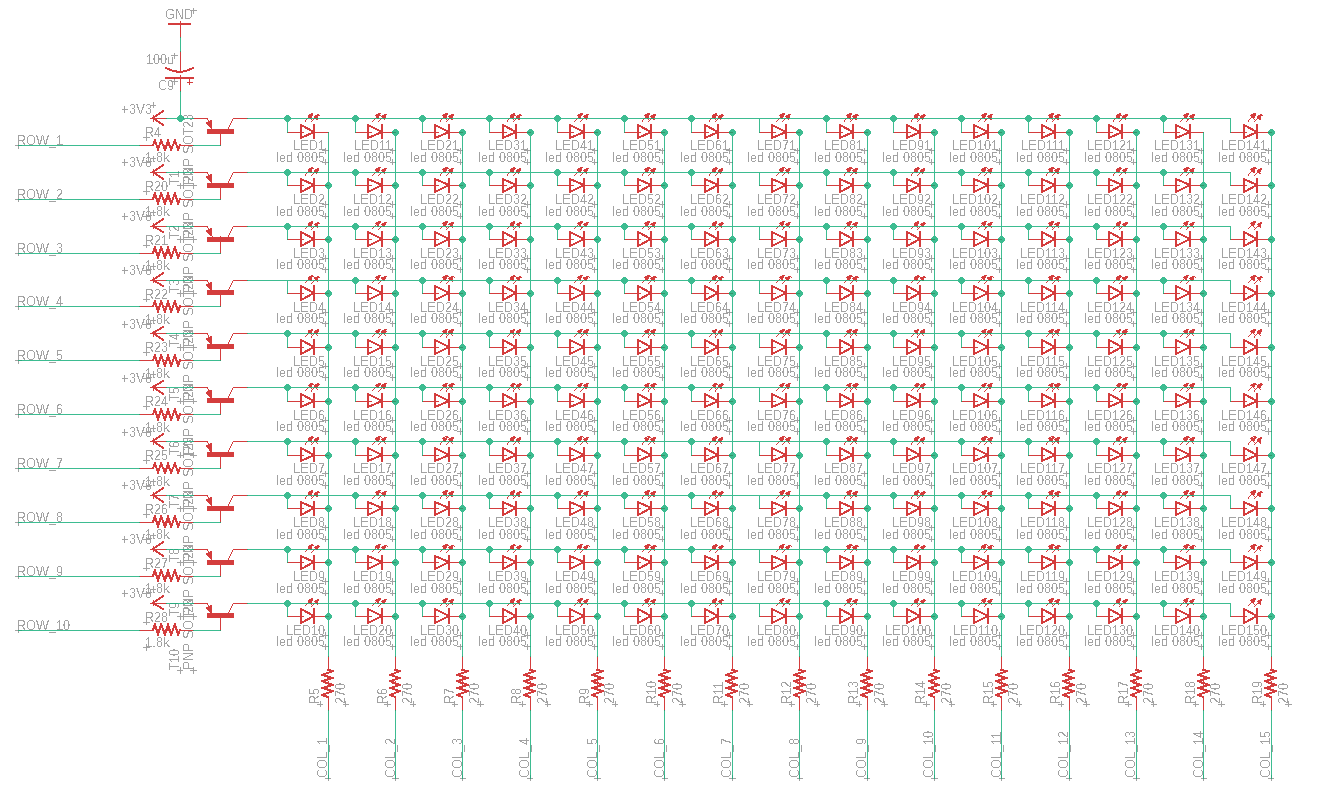 GND
100u
C9
+3V3
R4
ROW_1
1.8k
LED1 LED11 LED21 LED31 LED41 LED51 LED61 LED71 LED81 LED91 LED101 LED111 LED121 LED131 LED141
led 0805 led 0805 led 0805 led 0805 led 0805 led 0805 led 0805 led 0805 led 0805 led 0805 led 0805 led 0805 led 0805 led 0805 led 0805
T1
PNP SOT23
R20
ROW_2
1.8k
LED2 LED12 LED22 LED32 LED42 LED52 LED62 LED72 LED82 LED92 LED102 LED112 LED122 LED132 LED142
led 0805 led 0805 led 0805 led 0805 led 0805 led 0805 led 0805 led 0805 led 0805 led 0805 led 0805 led 0805 led 0805 led 0805 led 0805
T2
R21
ROW_3
1.8k
LED3 LED13 LED23 LED33 LED43 LED53 LED63 LED73 LED83 LED93 LED103 LED113 LED123 LED133 LED143
led 0805 led 0805 led 0805 led 0805 led 0805 led 0805 led 0805 led 0805 led 0805 led 0805 led 0805 led 0805 led 0805 led 0805 led 0805
T3
R22
ROW_4
1.8k
LED4 LED14 LED24 LED34 LED44 LED54 LED64 LED74 LED84 LED94 LED104 LED114 LED124 LED134 LED144
led 0805 led 0805 led 0805 led 0805 led 0805 led 0805 led 0805 led 0805 led 0805 led 0805 led 0805 led 0805 led 0805 led 0805 led 0805
T4
R23
ROW_5
1.8k
LED5 LED15 LED25 LED35 LED45 LED55 LED65 LED75 LED85 LED95 LED105 LED115 LED125 LED135 LED145
led 0805 led 0805 led 0805 led 0805 led 0805 led 0805 led 0805 led 0805 led 0805 led 0805 led 0805 led 0805 led 0805 led 0805 led 0805
T5
R24
ROW_6
1.8k
LED6 LED16 LED26 LED36 LED46 LED56 LED66 LED76 LED86 LED96 LED106 LED116 LED126 LED136 LED146
led 0805 led 0805 led 0805 led 0805 led 0805 led 0805 led 0805 led 0805 led 0805 led 0805 led 0805 led 0805 led 0805 led 0805 led 0805
T6
R25
ROW_7
1.8k
LED7 LED17 LED27 LED37 LED47 LED57 LED67 LED77 LED87 LED97 LED107 LED117 LED127 LED137 LED147
led 0805 led 0805 led 0805 led 0805 led 0805 led 0805 led 0805 led 0805 led 0805 led 0805 led 0805 led 0805 led 0805 led 0805 led 0805
T7
R26
ROW_8
1.8k
LED8 LED18 LED28 LED38 LED48 LED58 LED68 LED78 LED88 LED98 LED108 LED118 LED128 LED138 LED148
led 0805 led 0805 led 0805 led 0805 led 0805 led 0805 led 0805 led 0805 led 0805 led 0805 led 0805 led 0805 led 0805 led 0805 led 0805
T8
R27
ROW_9
1.8k
LED9 LED19 LED29 LED39 LED49 LED59 LED69 LED79 LED89 LED99 LED109 LED119 LED129 LED139 LED149
led 0805 led 0805 led 0805 led 0805 led 0805 led 0805 led 0805 led 0805 led 0805 led 0805 led 0805 led 0805 led 0805 led 0805 led 0805
T9
R28
ROW_10
1.8k
LED10 LED20 LED30 LED40 LED50 LED60 LED70 LED80 LED90 LED100 LED110 LED120 LED130 LED140 LED150
led 0805 led 0805 led 0805 led 0805 led 0805 led 0805 led 0805 led 0805 led 0805 led 0805 led 0805 led 0805 led 0805 led 0805 led 0805
T10
R5 270 R6 270 R7 270 R8 270 R9 270 R10 270 R11 270 R12 270 R13 270 R14 270 R15 270 R16 270 R17 270 R18 270 R19 270
COL_1 COL_2 COL_3 COL_4 COL_5 COL_6 COL_7 COL_8 COL_9 COL_10 COL_11 COL_12 COL_13 COL_14 COL_15